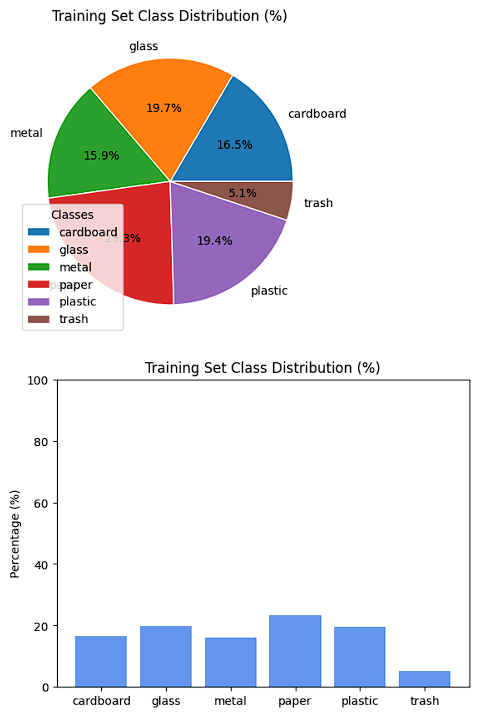 Training Set Class Distribution (%)
glass
cardboard
19.7%
metal
16.5%
15.9%
5.1%
trash
Classes
cardboard
23.3%
19.4%
glass
metal
paper
plastic
plastic
trash
Training Set Class Distribution (%)
Percentage (%)
100
80
60
40
20
0
cardboard glass metal paper plastic trash